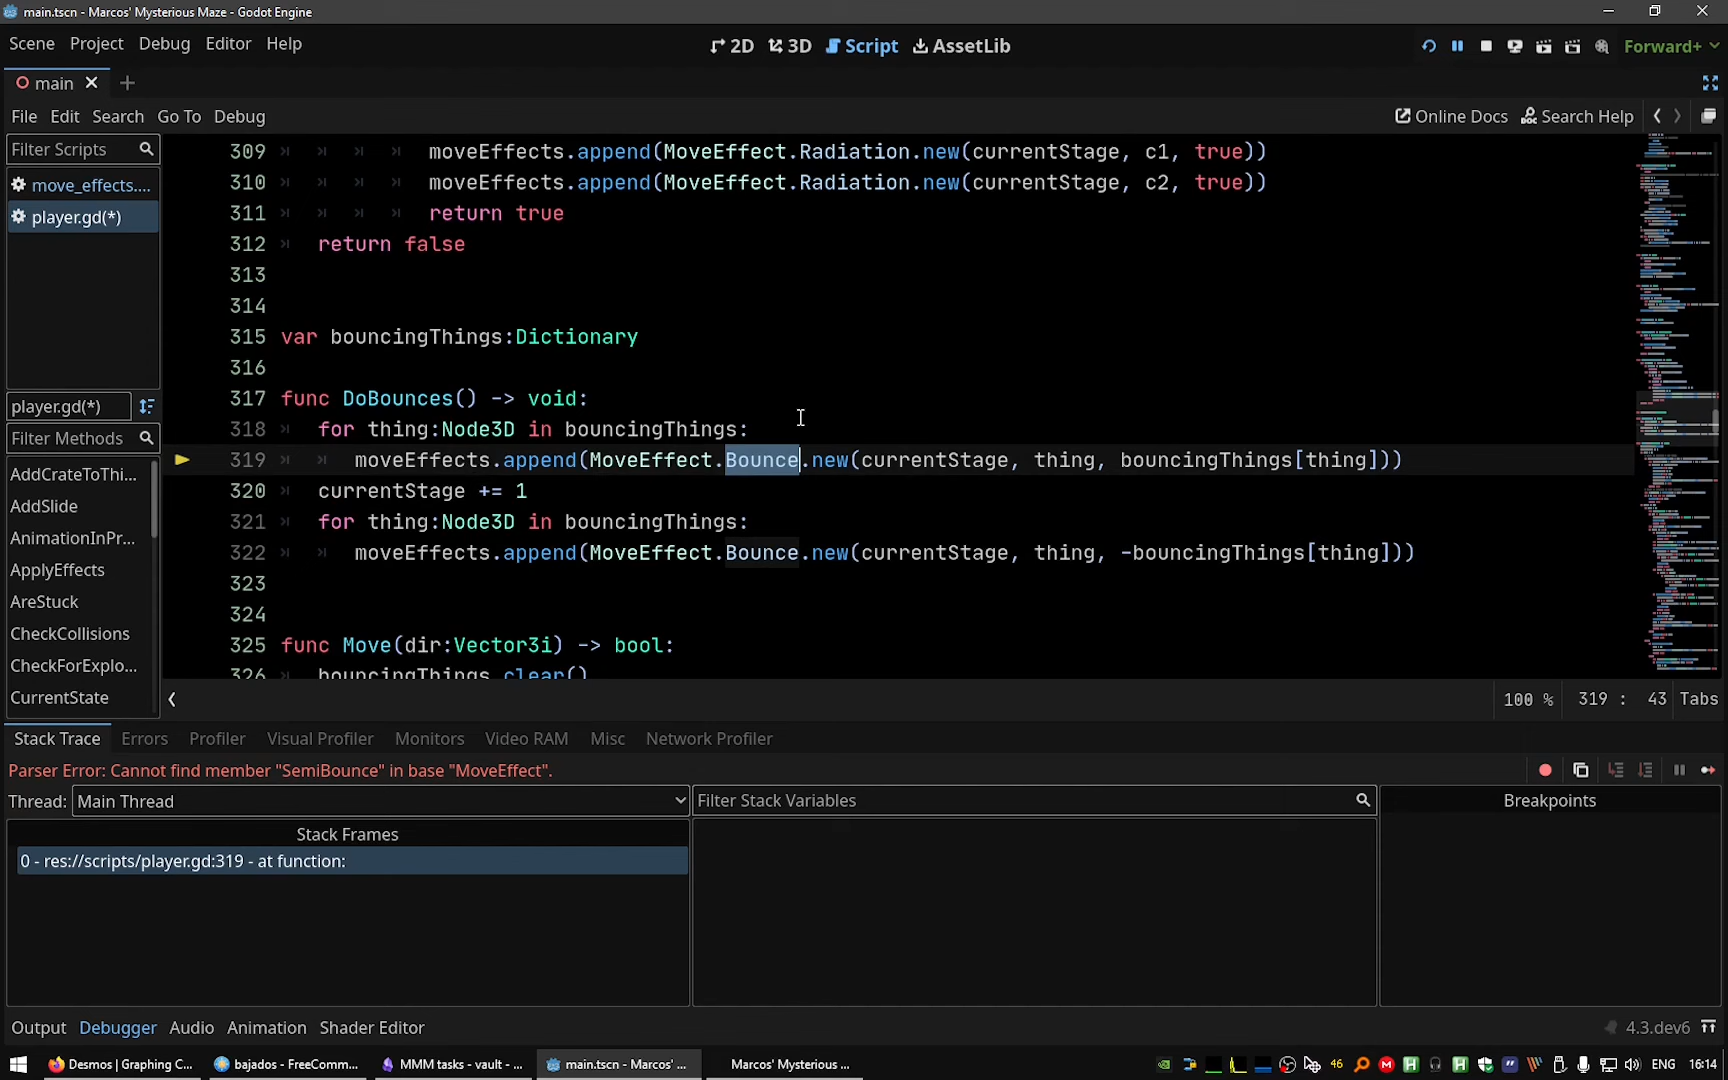 main.tscn - Marcos' Mysterious Maze - Godot Engine
Scene Project Debug Editor Help
2D 3D Script AssetLib
Forward+
main
File Edit Search Go To Debug
Online Docs Search Help
Filter Scripts
move_effects....
player.gd(*)
player.gd(*)
Filter Methods
AddCrateToThi...
AddSlide
AnimationInPr...
ApplyEffects
AreStuck
CheckCollisions
CheckForExplo...
CurrentState
309 moveEffects.append(MoveEffect.Radiation.new(currentStage, c1, true))
310 moveEffects.append(MoveEffect.Radiation.new(currentStage, c2, true))
311 return true
312 return false
313
314
315 var bouncingThings:Dictionary
316
317 func DoBounces() -> void:
318 for thing:Node3D in bouncingThings:
319 moveEffects.append(MoveEffect.Bounce.new(currentStage, thing, bouncingThings[thing]))
320 currentStage += 1
321 for thing:Node3D in bouncingThings:
322 moveEffects.append(MoveEffect.Bounce.new(currentStage, thing, -bouncingThings[thing]))
323
324
325 func Move(dir:Vector3i) -> bool:
326 bouncingThings.clear()
100 % 319 : 43 Tabs
Stack Trace Errors Profiler Visual Profiler Monitors Video RAM Misc Network Profiler
Parser Error: Cannot find member "SemiBounce" in base "MoveEffect".
Thread: Main Thread
Filter Stack Variables
Breakpoints
Stack Frames
0 - res://scripts/player.gd:319 - at function:
Output Debugger Audio Animation Shader Editor
4.3.dev6
Desmos | Graphing C...
bajados - FreeComm...
MMM tasks - vault - ...
main.tscn - Marcos' ...
Marcos' Mysterious ...
46
ENG
16:14